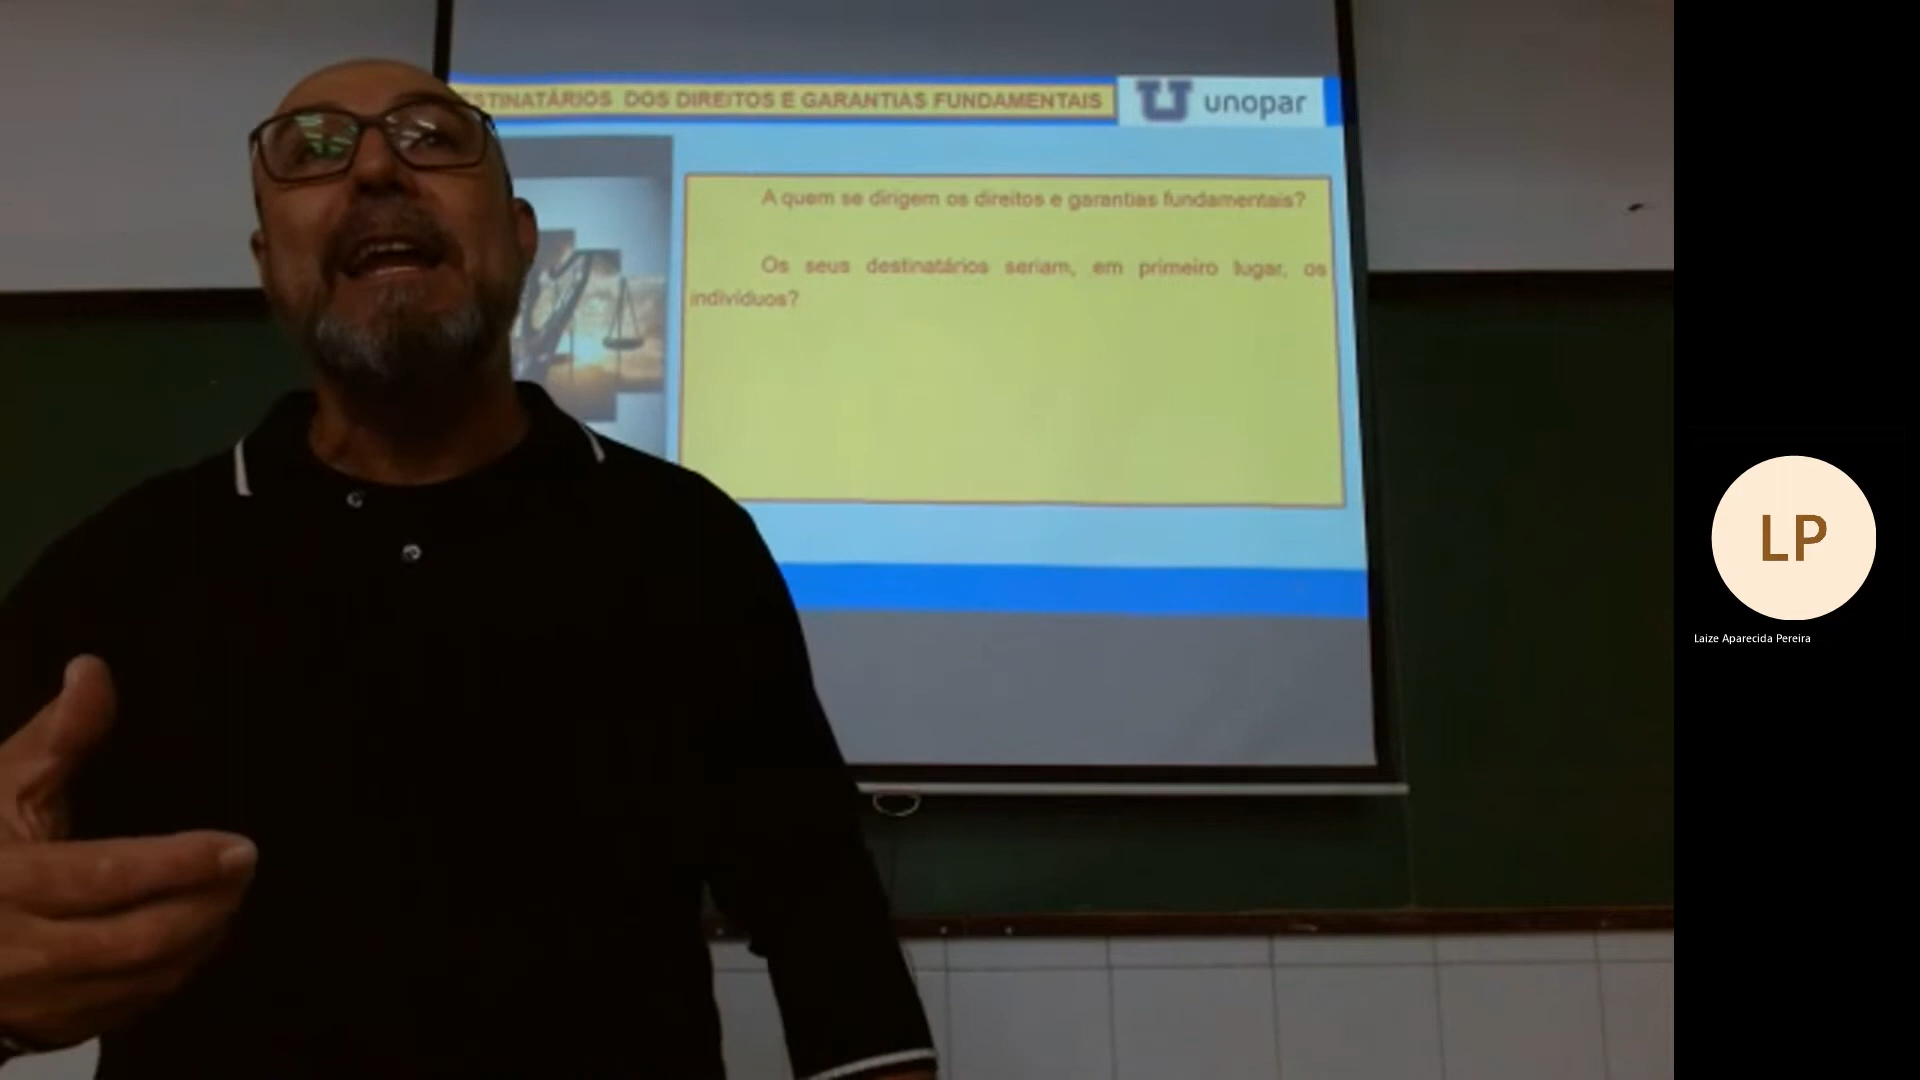 STINATÁRIOS DOS DIREITOS E GARANTIAS FUNDAMENTAIS
unopar
A quem se dirigem os direitos e garantias fundamentais?
Os seus destinatários seriam, em primeiro lugar, os
indivíduos?
LP
Laize Aparecida Pereira